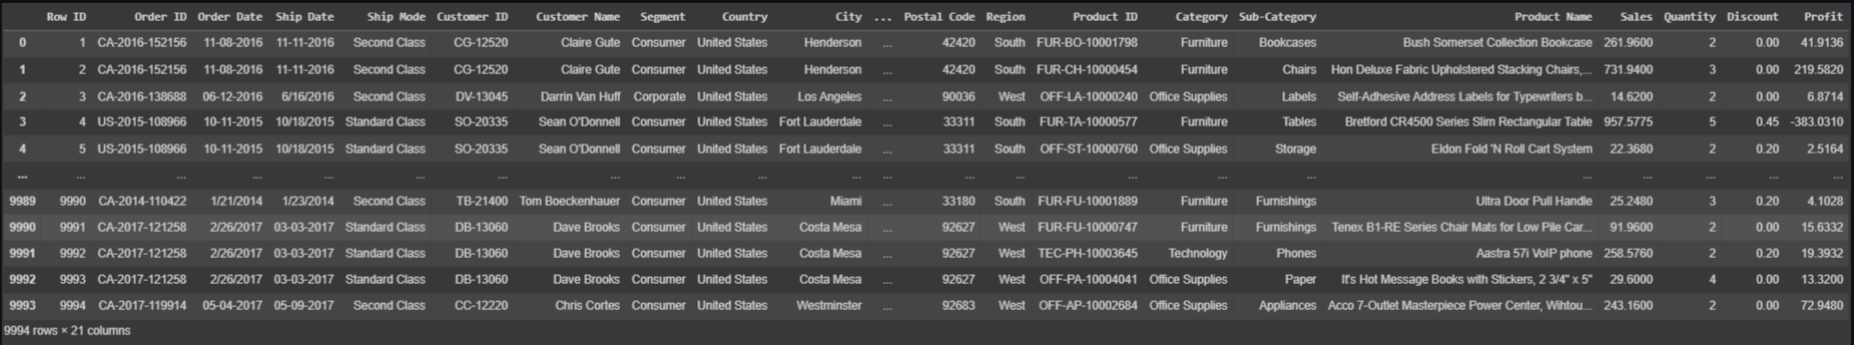 Row ID Order ID Order Date Ship Date Ship Mode Customer ID Customer Name Segment Country City ... Postal Code Region Product ID Category Sub-Category Product Name Sales Quantity Discount Profit
0 1 CA-2016-152156 11-08-2016 11-11-2016 Second Class CG-12520 Claire Gute Consumer United States Henderson ... 42420 South FUR-BO-10001798 Furniture Bookcases Bush Somerset Collection Bookcase 261.9600 2 0.00 41.9136
1 2 CA-2016-152156 11-08-2016 11-11-2016 Second Class CG-12520 Claire Gute Consumer United States Henderson ... 42420 South FUR-CH-10000454 Furniture Chairs Hon Deluxe Fabric Upholstered Stacking Chairs,... 731.9400 3 0.00 219.5820
2 3 CA-2016-138688 06-12-2016 6/16/2016 Second Class DV-13045 Darrin Van Huff Corporate United States Los Angeles ... 90036 West OFF-LA-10000240 Office Supplies Labels Self-Adhesive Address Labels for Typewriters b... 14.6200 2 0.00 6.8714
3 4 US-2015-108966 10-11-2015 10/18/2015 Standard Class SO-20335 Sean O'Donnell Consumer United States Fort Lauderdale ... 33311 South FUR-TA-10000577 Furniture Tables Bretford CR4500 Series Slim Rectangular Table 957.5775 5 0.45 -383.0310
4 5 US-2015-108966 10-11-2015 10/18/2015 Standard Class SO-20335 Sean O'Donnell Consumer United States Fort Lauderdale ... 33311 South OFF-ST-10000760 Office Supplies Storage Eldon Fold 'N Roll Cart System 22.3680 2 0.20 2.5164
... ... ... ... ... ... ... ... ... ... ... ... ... ... ... ... ... ... ... ... ... ...
9989 9990 CA-2014-110422 1/21/2014 1/23/2014 Second Class TB-21400 Tom Boeckenhauer Consumer United States Miami ... 33180 South FUR-FU-10001889 Furniture Furnishings Ultra Door Pull Handle 25.2480 3 0.20 4.1028
9990 9991 CA-2017-121258 2/26/2017 03-03-2017 Standard Class DB-13060 Dave Brooks Consumer United States Costa Mesa ... 92627 West FUR-FU-10000747 Furniture Furnishings Tenex B1-RE Series Chair Mats for Low Pile Car... 91.9600 2 0.00 15.6332
9991 9992 CA-2017-121258 2/26/2017 03-03-2017 Standard Class DB-13060 Dave Brooks Consumer United States Costa Mesa ... 92627 West TEC-PH-10003645 Technology Phones Aastra 57i VoIP phone 258.5760 2 0.20 19.3932
9992 9993 CA-2017-121258 2/26/2017 03-03-2017 Standard Class DB-13060 Dave Brooks Consumer United States Costa Mesa ... 92627 West OFF-PA-10004041 Office Supplies Paper It's Hot Message Books with Stickers, 2 3/4" x 5" 29.6000 4 0.00 13.3200
9993 9994 CA-2017-119914 05-04-2017 05-09-2017 Second Class CC-12220 Chris Cortes Consumer United States Westminster ... 92683 West OFF-AP-10002684 Office Supplies Appliances Acco 7-Outlet Masterpiece Power Center, Wihtou... 243.1600 2 0.00 72.9480
9994 rows × 21 columns